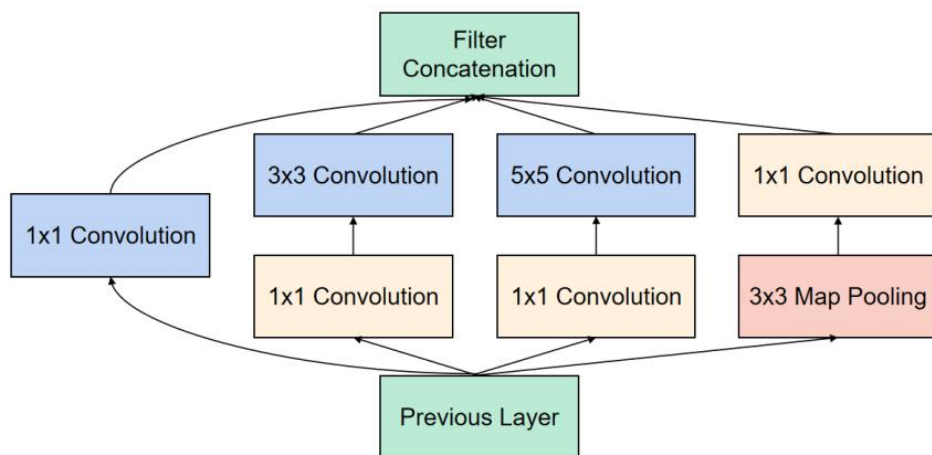 Filter
Concatenation
3x3 Convolution
5x5 Convolution
1x1 Convolution
1x1 Convolution
1x1 Convolution
1x1 Convolution
3x3 Map Pooling
Previous Layer